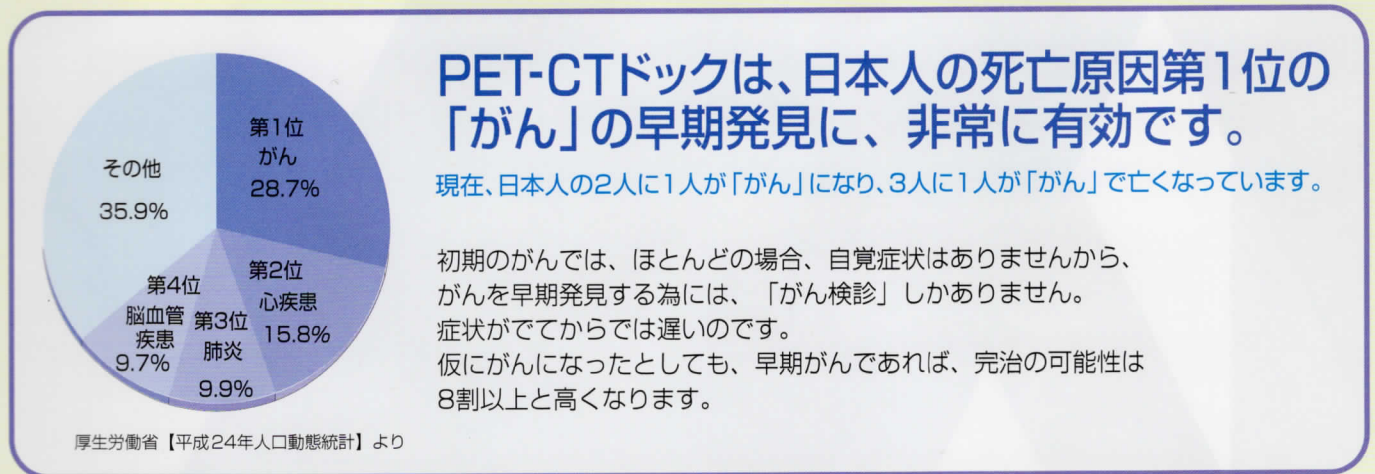 PET-CTドックは、日本人の死亡原因第1位の
「がん」の早期発見に、非常に有効です。
現在、日本人の2人に1人が「がん」になり、3人に1人が「がん」で亡くなっています。
初期のがんでは、ほとんどの場合、自覚症状はありませんから、
がんを早期発見する為には、「がん検診」しかありません。
症状がでてからでは遅いのです。
仮にがんになったとしても、早期がんであれば、完治の可能性は
8割以上と高くなります。
第1位
がん
28.7%
第2位
心疾患
15.8%
第3位
肺炎
9.9%
第4位
脳血管
疾患
9.7%
その他
35.9%
厚生労働省【平成24年人口動態統計】より